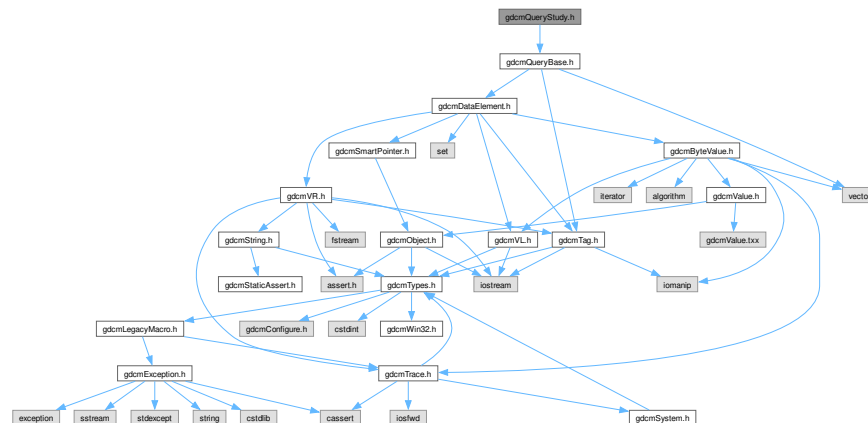 gdcmQueryStudy.h
gdcmQueryBase.h
gdcmDataElement.h
gdcmSmartPointer.h
set
gdcmByteValue.h
gdcmVR.h
iterator
algorithm
gdcmValue.h
vector
gdcmString.h
fstream
gdcmObject.h
gdcmVL.h
gdcmTag.h
gdcmValue.txx
gdcmStaticAssert.h
assert.h
gdcmTypes.h
iostream
iomanip
gdcmLegacyMacro.h
gdcmConfigure.h
cstdint
gdcmWin32.h
gdcmException.h
gdcmTrace.h
exception
sstream
stdexcept
string
cstdlib
cassert
iosfwd
gdcmSystem.h